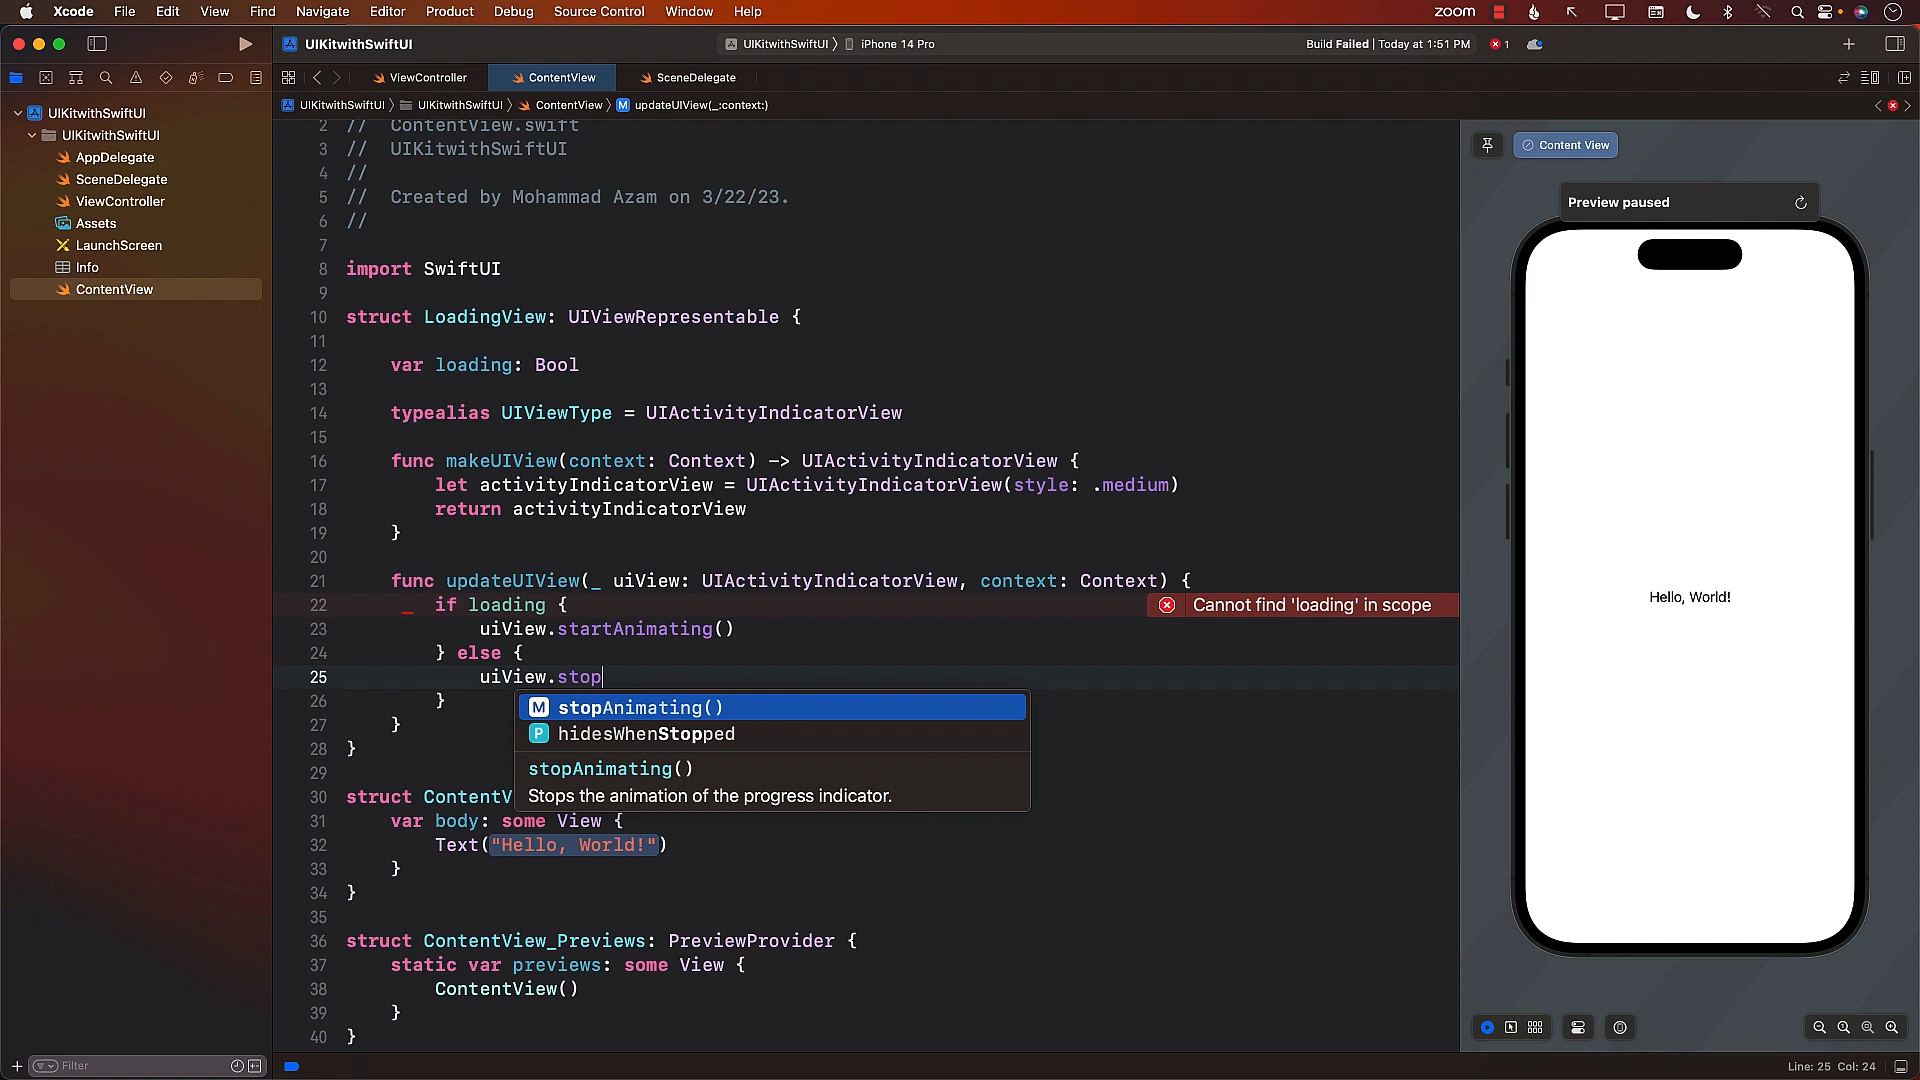 Xcode File Edit View Find Navigate Editor Product Debug Source Control Window Help zoom
UIKitwithSwiftUI UIKitwithSwiftUI iPhone 14 Pro Build Failed | Today at 1:51 PM 1
ViewController ContentView SceneDelegate
UIKitwithSwiftUI UIKitwithSwiftUI ContentView M updateUIView(_:context:)
UIKitwithSwiftUI
UIKitwithSwiftUI
AppDelegate
SceneDelegate
ViewController
Assets
LaunchScreen
Info
ContentView
Filter
2 // ContentView.swift
3 // UIKitwithSwiftUI
4 //
5 // Created by Mohammad Azam on 3/22/23.
6 //
7
8 import SwiftUI
9
10 struct LoadingView: UIViewRepresentable {
11
12 var loading: Bool
13
14 typealias UIViewType = UIActivityIndicatorView
15
16 func makeUIView(context: Context) -> UIActivityIndicatorView {
17 let activityIndicatorView = UIActivityIndicatorView(style: .medium)
18 return activityIndicatorView
19 }
20
21 func updateUIView(_ uiView: UIActivityIndicatorView, context: Context) {
22 if loading { Cannot find 'loading' in scope
23 uiView.startAnimating()
24 } else {
25 uiView.stop
26 }
27 }
28 }
29
30 struct ContentV
31 var body: some View {
32 Text("Hello, World!")
33 }
34 }
35
36 struct ContentView_Previews: PreviewProvider {
37 static var previews: some View {
38 ContentView()
39 }
40 }
M stopAnimating()
P hidesWhenStopped
stopAnimating()
Stops the animation of the progress indicator.
Content View
Preview paused
Hello, World!
Line: 25 Col: 24